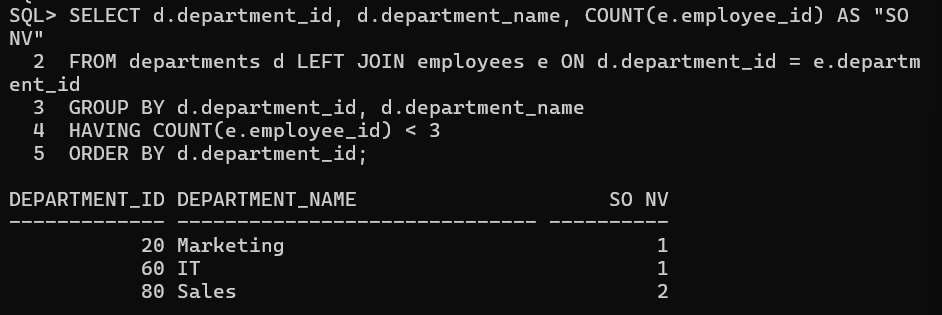 SQL> SELECT d.department_id, d.department_name, COUNT(e.employee_id) AS "SO
NV"
  2  FROM departments d LEFT JOIN employees e ON d.department_id = e.departm
ent_id
  3  GROUP BY d.department_id, d.department_name
  4  HAVING COUNT(e.employee_id) < 3
  5  ORDER BY d.department_id;

DEPARTMENT_ID DEPARTMENT_NAME                     SO NV
------------- ------------------------------ ----------
           20 Marketing                               1
           60 IT                                      1
           80 Sales                                   2